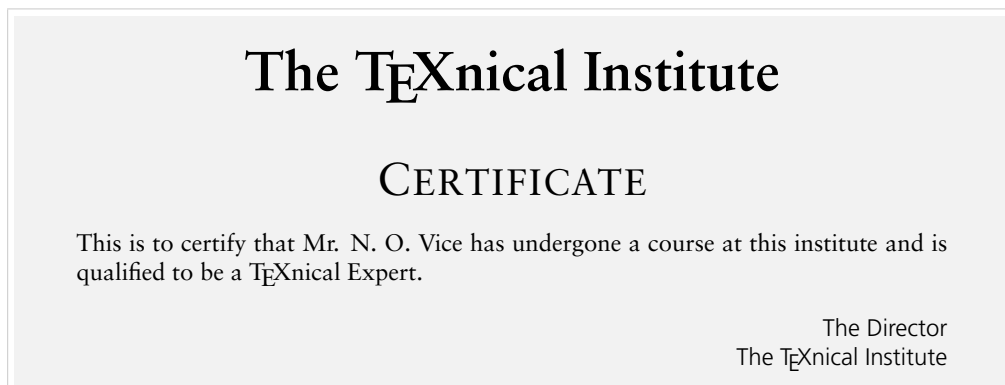 The TEXnical Institute
CERTIFICATE
This is to certify that Mr. N. O. Vice has undergone a course at this institute and is
qualified to be a TEXnical Expert.
The Director
The TEXnical Institute